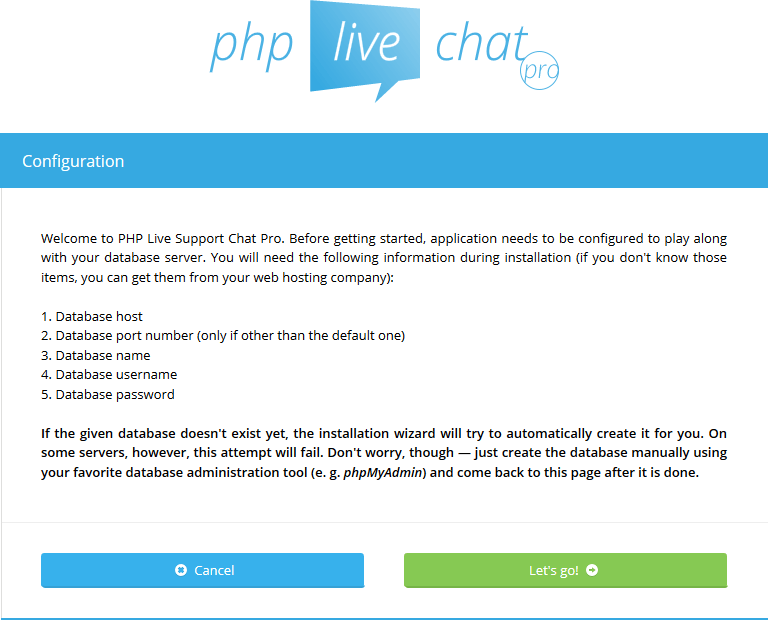 php live chat pro
Configuration
Welcome to PHP Live Support Chat Pro. Before getting started, application needs to be configured to play along
with your database server. You will need the following information during installation (if you don't know those
items, you can get them from your web hosting company):
1. Database host
2. Database port number (only if other than the default one)
3. Database name
4. Database username
5. Database password
If the given database doesn't exist yet, the installation wizard will try to automatically create it for you. On
some servers, however, this attempt will fail. Don't worry, though — just create the database manually using
your favorite database administration tool (e. g. phpMyAdmin) and come back to this page after it is done.
Cancel
Let's go!